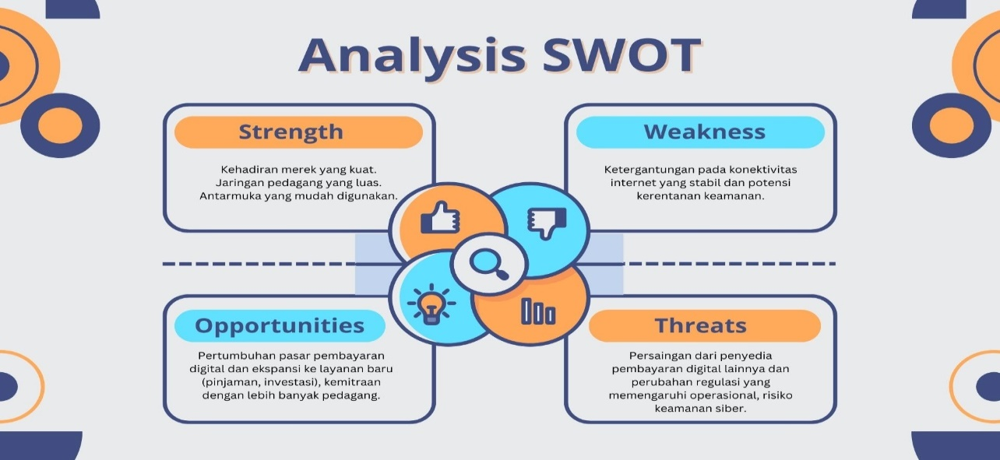 Analysis SWOT
Strength
Kehadiran merek yang kuat.
Jaringan pedagang yang luas.
Antarmuka yang mudah digunakan.
Weakness
Ketergantungan pada konektivitas
internet yang stabil dan potensi
kerentanan keamanan.
Opportunities
Pertumbuhan pasar pembayaran
digital dan ekspansi ke layanan baru
(pinjaman, investasi), kemitraan
dengan lebih banyak pedagang.
Threats
Persaingan dari penyedia
pembayaran digital lainnya dan
perubahan regulasi yang
memengaruhi operasional, risiko
keamanan siber.